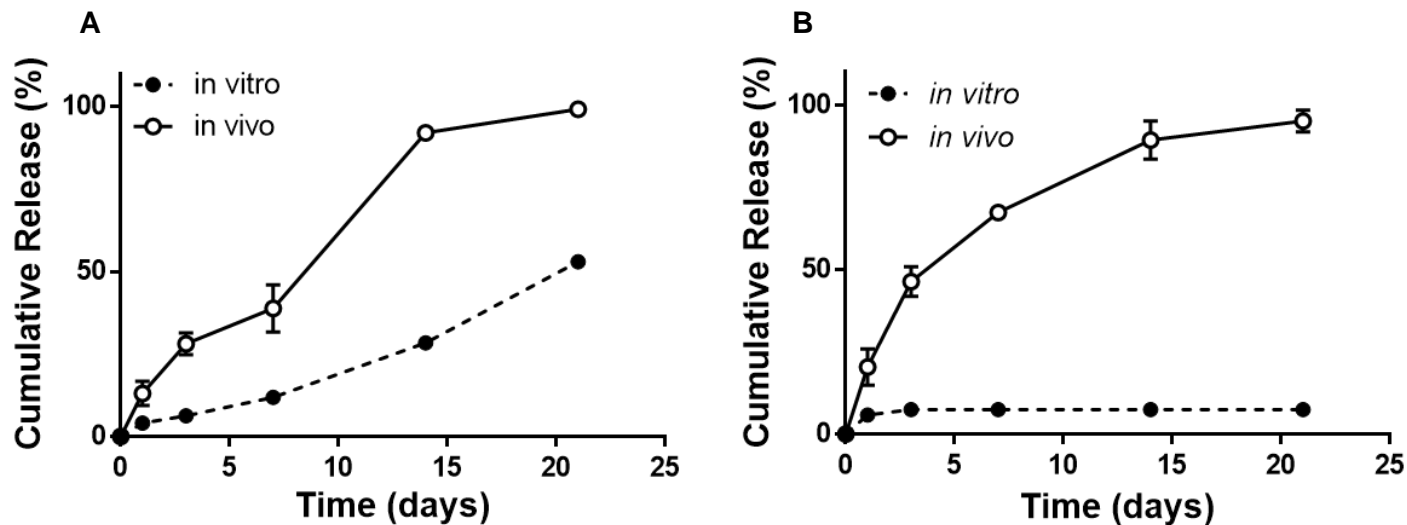 A
in vitro
in vivo
Cumulative Release (%)
100
50
0
0 5 10 15 20 25
Time (days)
B
in vitro
in vivo
Cumulative Release (%)
100
50
0
0 5 10 15 20 25
Time (days)